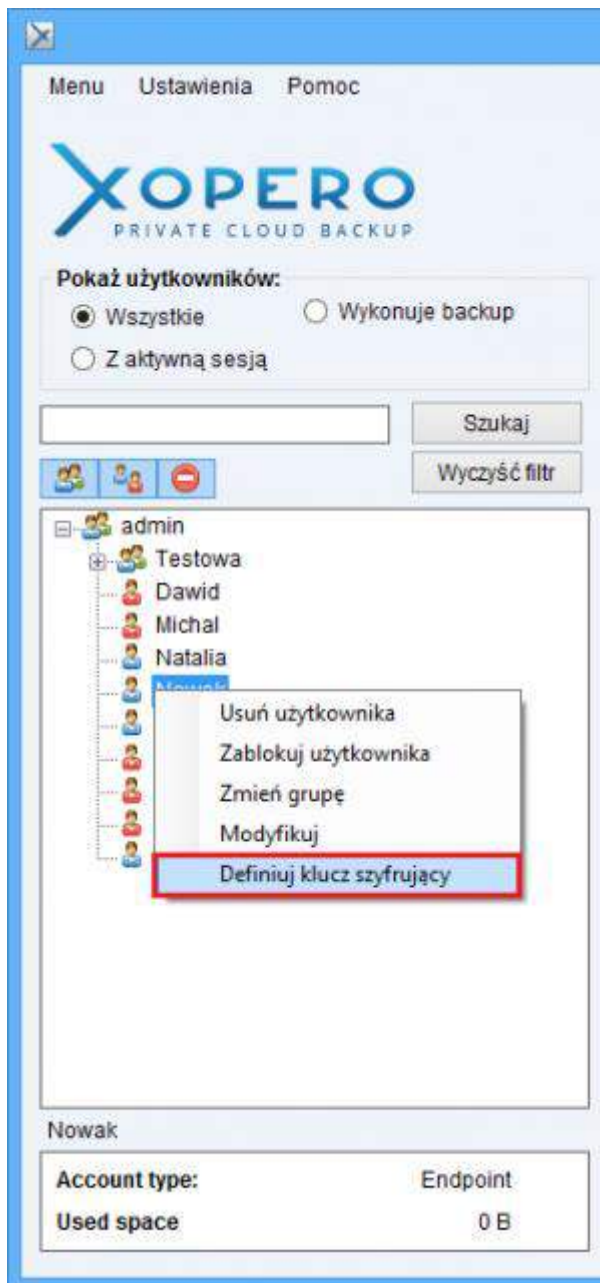 Menu Ustawienia Pomoc
XOPERO
PRIVATE CLOUD BACKUP
Pokaż użytkowników:
Wszystkie Wykonuje backup
Z aktywną sesją
Szukaj
Wyczyść filtr
admin
Testowa
Dawid
Michal
Natalia
Nowak
Usuń użytkownika
Zablokuj użytkownika
Zmień grupę
Modyfikuj
Definiuj klucz szyfrujący
Nowak
Account type: Endpoint
Used space 0 B